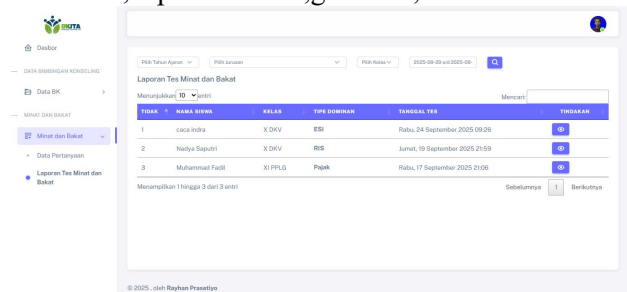 BKITA
Dasbor
DATA BIMBINGAN KONSELING
Data BK
MINAT DAN BAKAT
Minat dan Bakat
Data Pertanyaan
Laporan Tes Minat dan
Bakat
Pilih Tahun Ajaran Pilih Jurusan Pilih Kelas 2025-09-29 s/d 2025-09-
Laporan Tes Minat dan Bakat
Menunjukkan 10 entri
Mencari:
TIDAK NAMA SISWA KELAS TIPE DOMINAN TANGGAL TES TINDAKAN
1 caca indra X DKV ESI Rabu, 24 September 2025 09:26
2 Nadya Saputri X DKV RIS Jumat, 19 September 2025 21:59
3 Muhammad Fadil XI PPLG Pajak Rabu, 17 September 2025 21:06
Menampilkan 1 hingga 3 dari 3 entri
Sebelumnya 1 Berikutnya
© 2025 , oleh Rayhan Prasetiyo